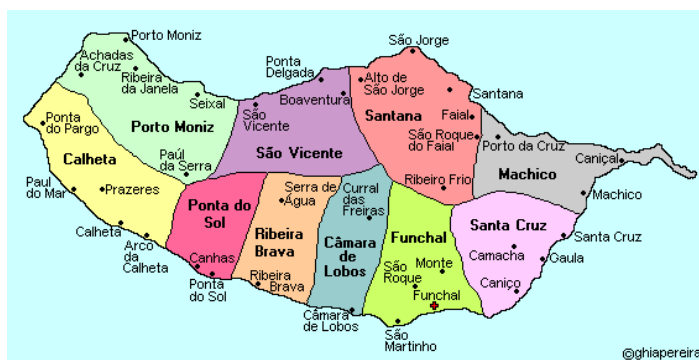 Porto Moniz
Achadas
da Cruz
Ribeira
da Janela
Seixal
Porto Moniz
Paúl
da Serra
Ponta
do Pargo
Calheta
Paul
do Mar
Prazeres
Calheta
Arco
da
Calheta
Ponta
Delgada
Boaventura
São
Vicente
São Vicente
São Jorge
Alto de
São Jorge
Santana
Santana
Faial
São Roque
do Faial
Ribeiro Frio
Porto da Cruz
Caniçal
Machico
Machico
Ponta do
Sol
Canhas
Ponta
do Sol
Serra de
Água
Ribeira
Brava
Ribeira
Brava
Curral
das
Freiras
Câmara
de
Lobos
Câmara
de Lobos
Funchal
Monte
São
Roque
Funchal
São
Martinho
Santa Cruz
Camacha
Caniço
Santa Cruz
Gaula
©ghiapereira